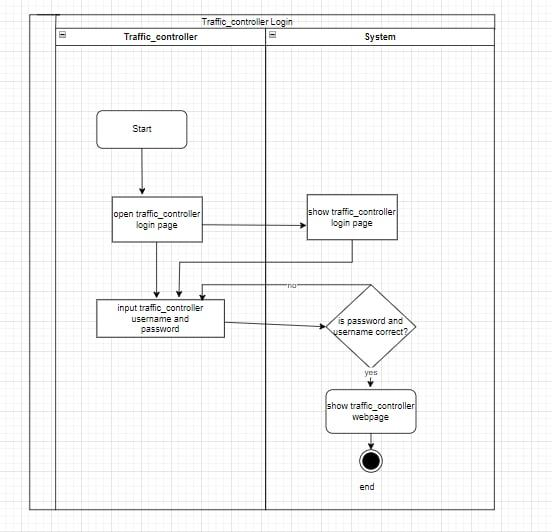 Traffic_controller Login
Traffic_controller
System
Start
open traffic_controller
login page
show traffic_controller
login page
no
input traffic_controller
username and
password
is password and
username correct?
yes
show traffic_controller
webpage
end